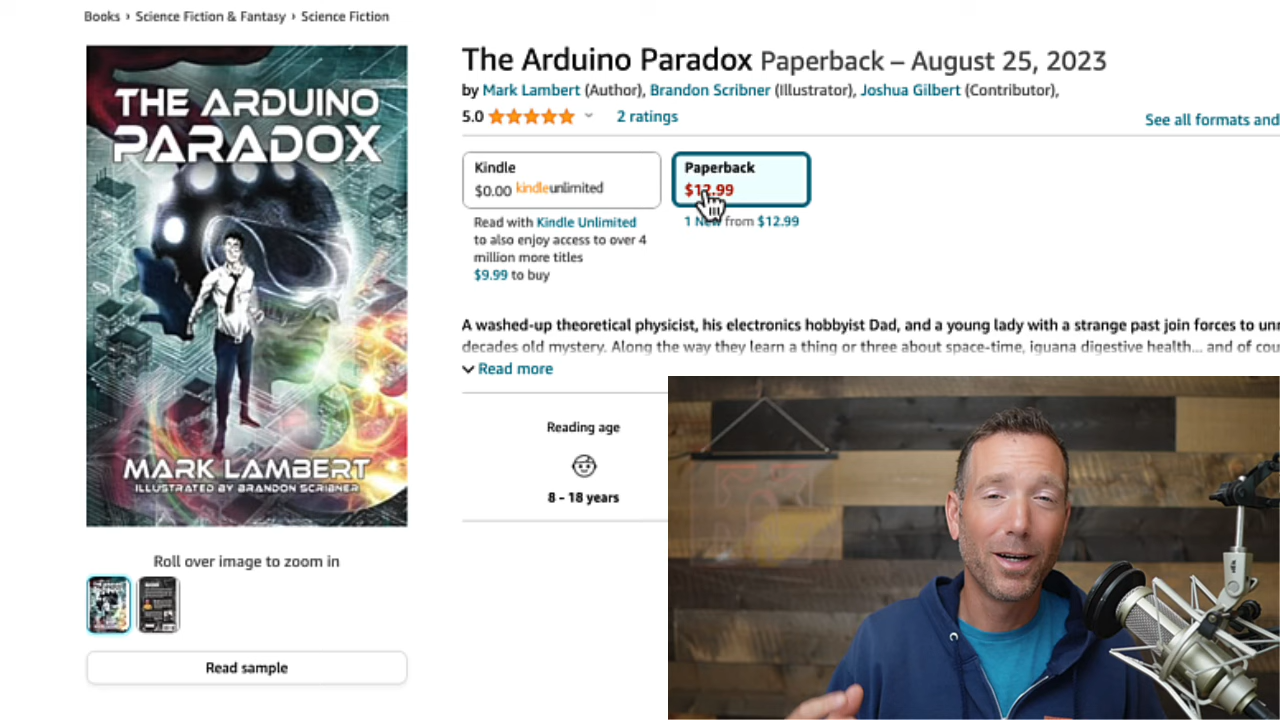 Books › Science Fiction & Fantasy › Science Fiction
THE ARDUINO
PARADOX
MARK LAMBERT
ILLUSTRATED BY BRANDON SCRIBNER
Roll over image to zoom in
Read sample
The Arduino Paradox Paperback – August 25, 2023
by Mark Lambert (Author), Brandon Scribner (Illustrator), Joshua Gilbert (Contributor),
5.0 2 ratings
See all formats and
Kindle
$0.00 kindleunlimited
Read with Kindle Unlimited
to also enjoy access to over 4
million more titles
$9.99 to buy
Paperback
$12.99
1 New from $12.99
A washed-up theoretical physicist, his electronics hobbyist Dad, and a young lady with a strange past join forces to
decades old mystery. Along the way they learn a thing or three about space-time, iguana digestive health... and of
Read more
Reading age
8 - 18 years